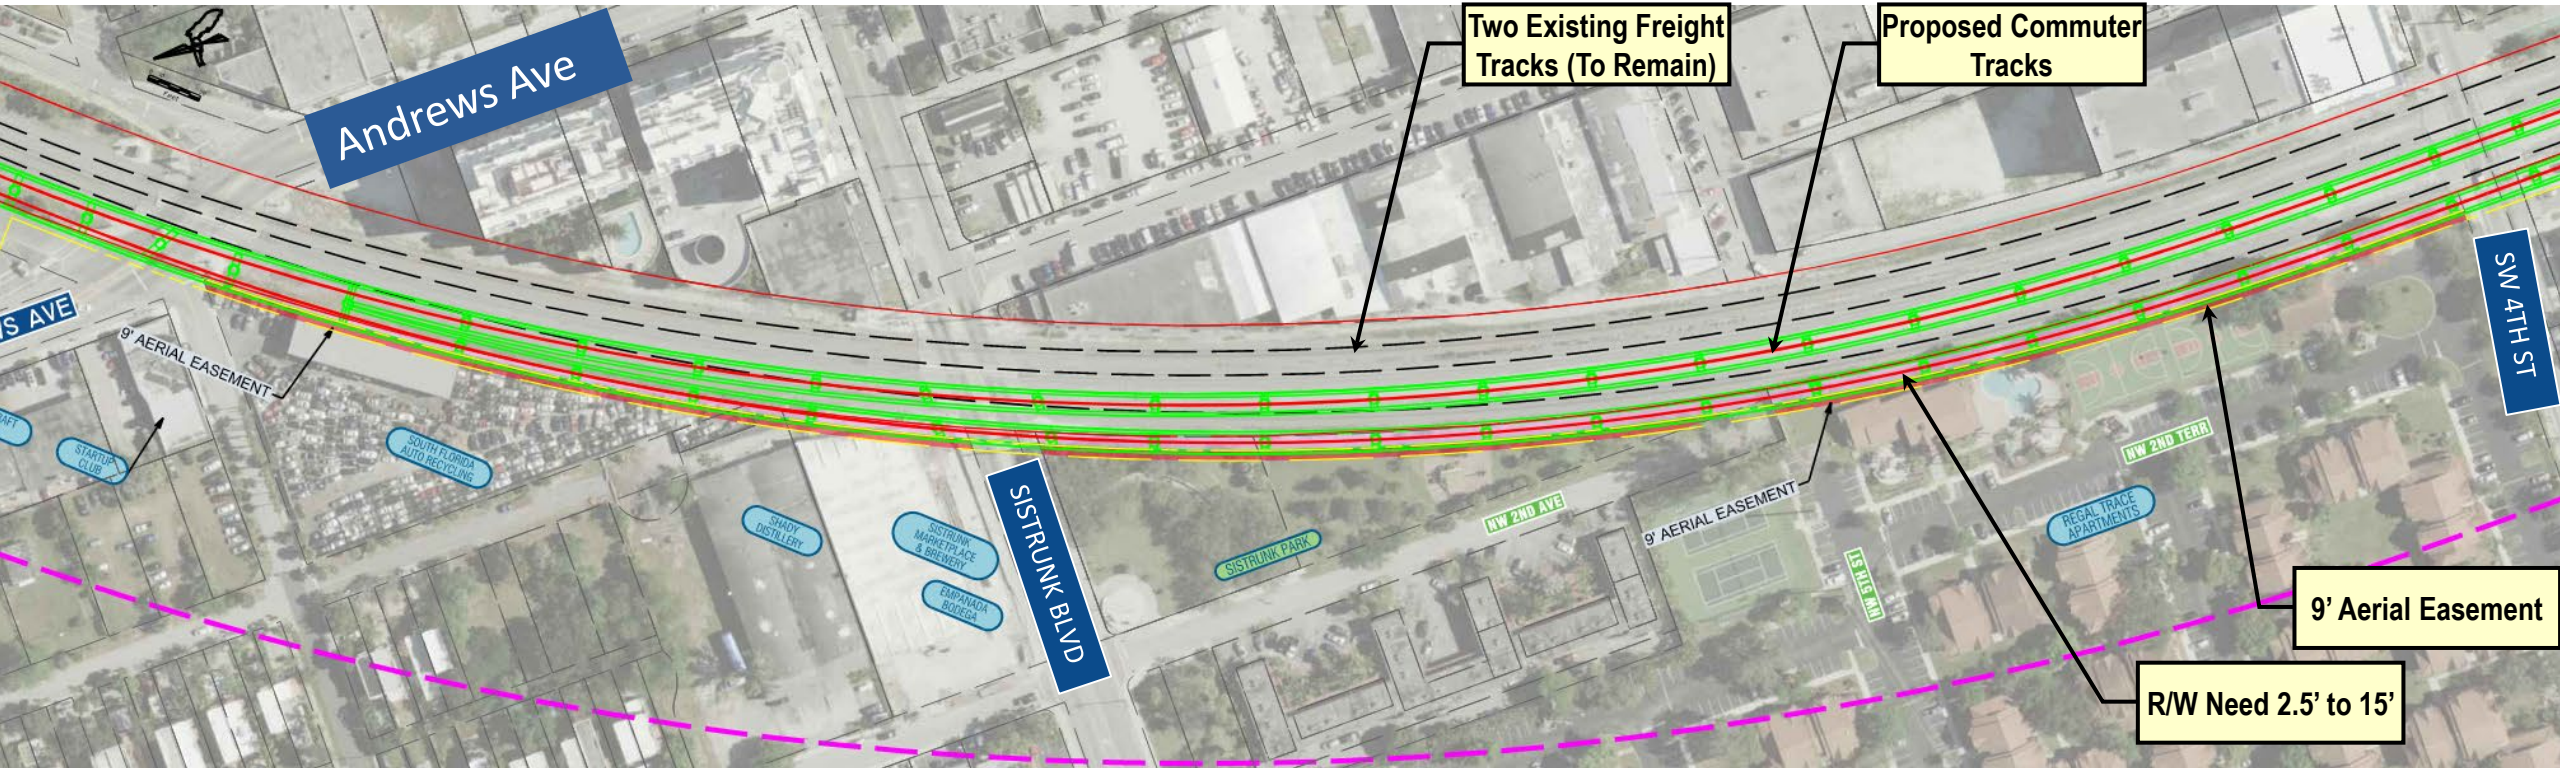 Two Existing Freight
Tracks (To Remain)
Proposed Commuter
Tracks
Andrews Ave
Feet
S AVE
9' AERIAL EASEMENT
AFT
STARTUP
CLUB
SOUTH FLORIDA
AUTO RECYCLING
SHADY
DISTILLERY
SISTRUNK
MARKETPLACE
& BREWERY
EMPANADA
BODEGA
SISTRUNK BLVD
SISTRUNK PARK
NW 2ND AVE
9' AERIAL EASEMENT
NW 5TH ST
NW 2ND TERR
REGAL TRACE
APARTMENTS
SW 4TH ST
9’ Aerial Easement
R/W Need 2.5’ to 15’